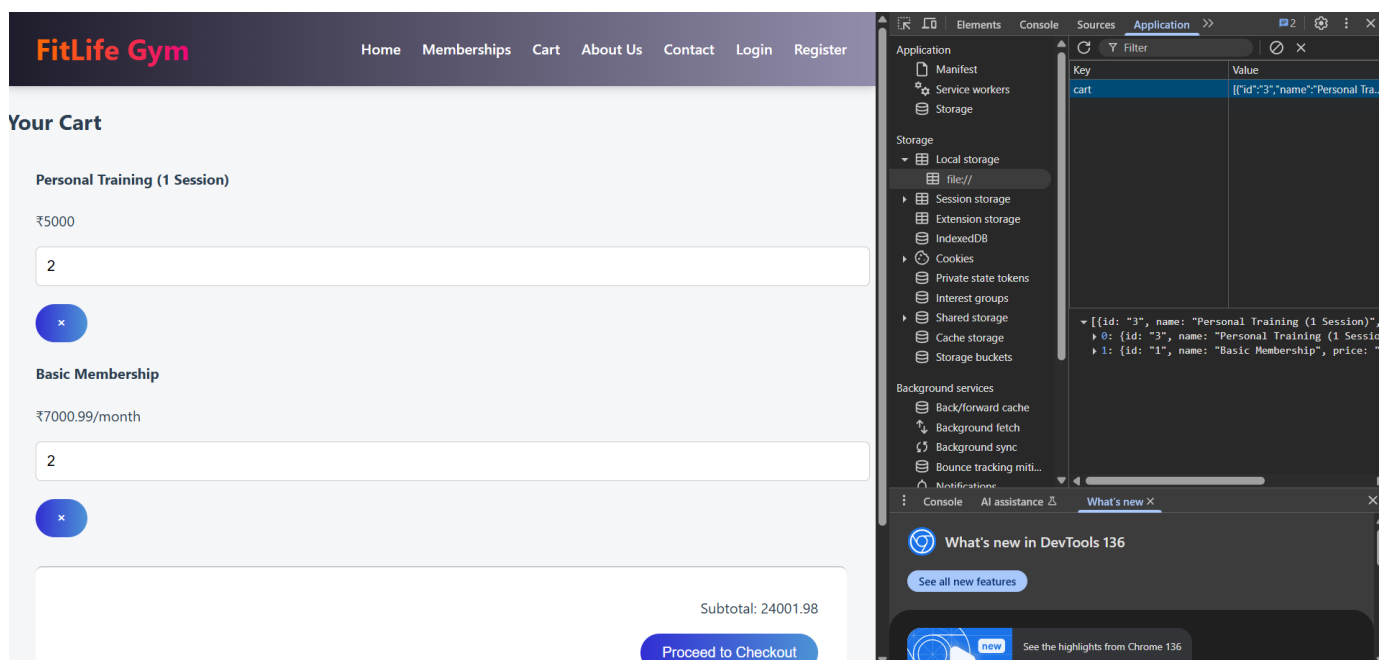 FitLife Gym
Home Memberships Cart About Us Contact Login Register
Your Cart
Personal Training (1 Session)
₹5000
2
×
Basic Membership
₹7000.99/month
2
×
Subtotal: 24001.98
Proceed to Checkout
Elements Console Sources Application 2
Application
Manifest
Service workers
Storage
Storage
Local storage
file://
Session storage
Extension storage
IndexedDB
Cookies
Private state tokens
Interest groups
Shared storage
Cache storage
Storage buckets
Background services
Back/forward cache
Background fetch
Background sync
Bounce tracking miti...
Notifications
Filter
Key Value
cart [{"id":"3","name":"Personal Tra...
[{id: "3", name: "Personal Training (1 Session)",
0: {id: "3", name: "Personal Training (1 Sessio
1: {id: "1", name: "Basic Membership", price: "
Console AI assistance What's new
What's new in DevTools 136
See all new features
new
See the highlights from Chrome 136